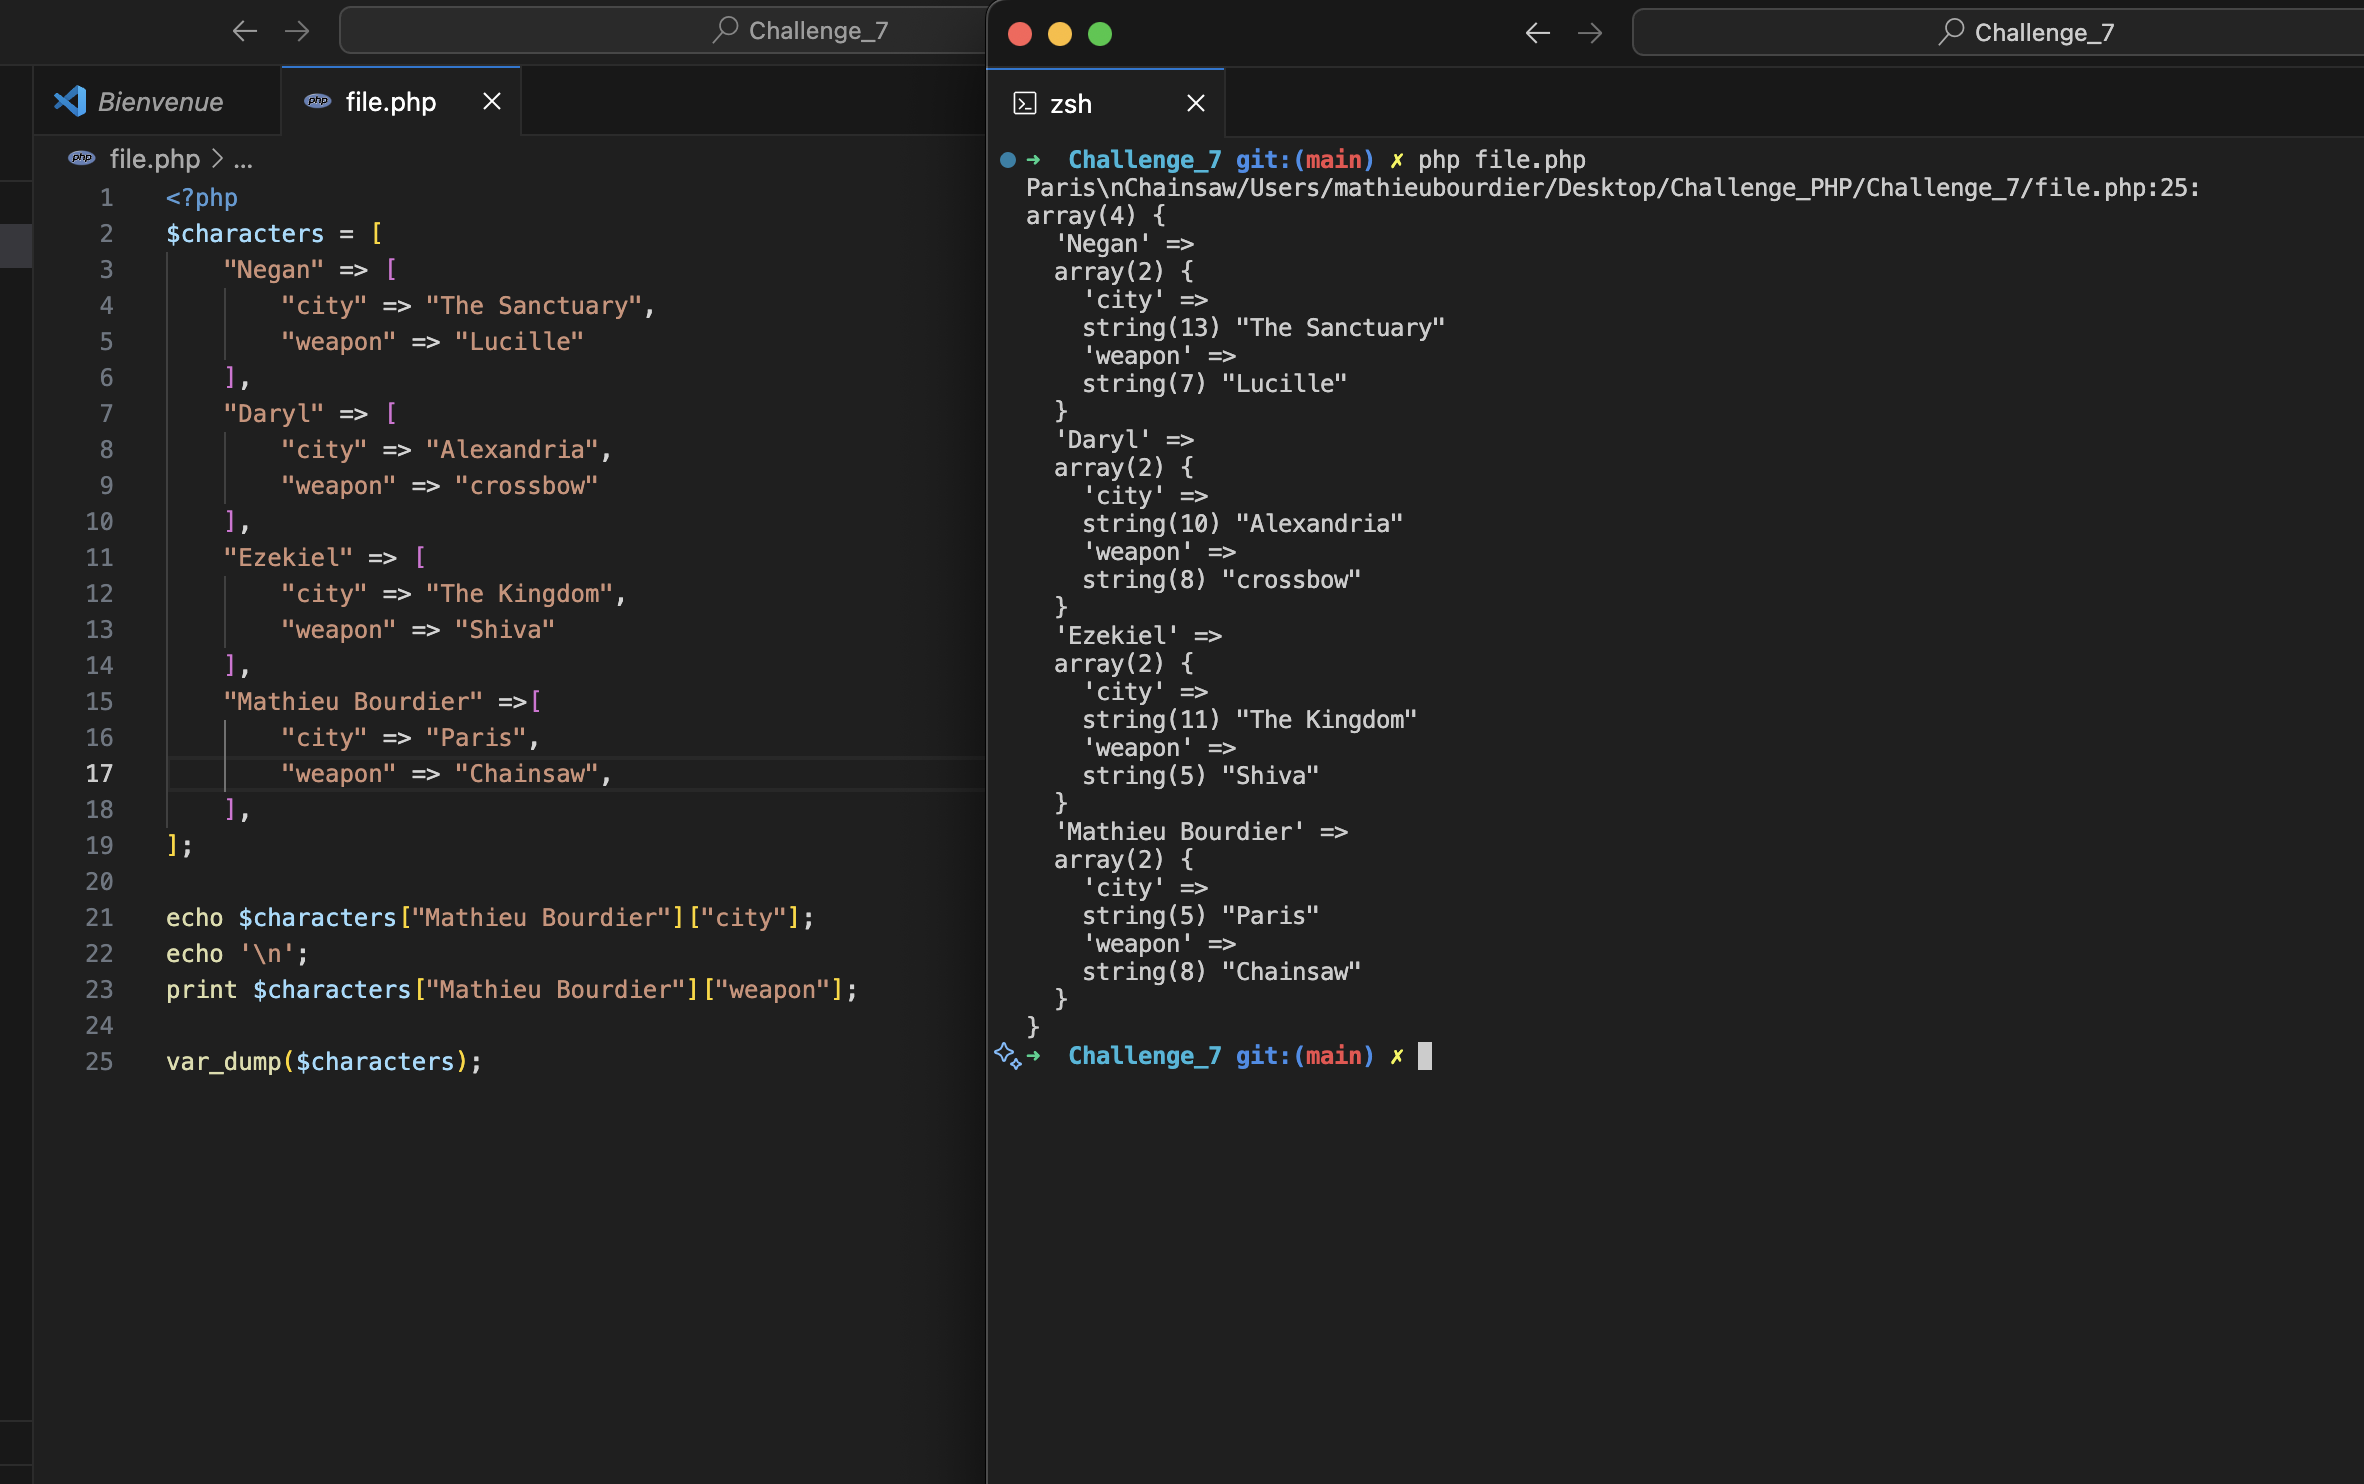 Challenge_7
Bienvenue
file.php
file.php > ...
1 <?php
2 $characters = [
3     "Negan" => [
4         "city" => "The Sanctuary",
5         "weapon" => "Lucille"
6     ],
7     "Daryl" => [
8         "city" => "Alexandria",
9         "weapon" => "crossbow"
10     ],
11     "Ezekiel" => [
12         "city" => "The Kingdom",
13         "weapon" => "Shiva"
14     ],
15     "Mathieu Bourdier" =>[
16         "city" => "Paris",
17         "weapon" => "Chainsaw",
18     ],
19 ];
20
21 echo $characters["Mathieu Bourdier"]["city"];
22 echo '\n';
23 print $characters["Mathieu Bourdier"]["weapon"];
24
25 var_dump($characters);
Challenge_7
zsh
➜  Challenge_7 git:(main) ✗ php file.php
Paris\nChainsaw/Users/mathieubourdier/Desktop/Challenge_PHP/Challenge_7/file.php:25:
array(4) {
  'Negan' =>
  array(2) {
    'city' =>
    string(13) "The Sanctuary"
    'weapon' =>
    string(7) "Lucille"
  }
  'Daryl' =>
  array(2) {
    'city' =>
    string(10) "Alexandria"
    'weapon' =>
    string(8) "crossbow"
  }
  'Ezekiel' =>
  array(2) {
    'city' =>
    string(11) "The Kingdom"
    'weapon' =>
    string(5) "Shiva"
  }
  'Mathieu Bourdier' =>
  array(2) {
    'city' =>
    string(5) "Paris"
    'weapon' =>
    string(8) "Chainsaw"
  }
}
➜  Challenge_7 git:(main) ✗